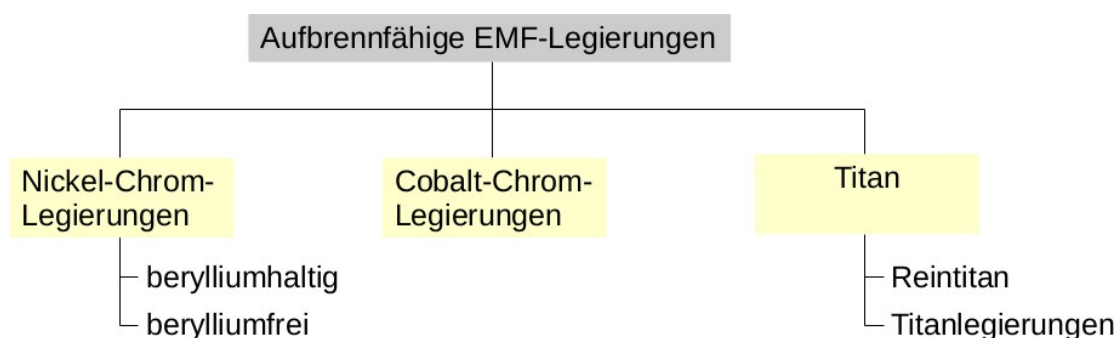 Aufbrennfähige EMF-Legierungen
Nickel-Chrom-
Legierungen
berylliumhaltig
berylliumfrei
Cobalt-Chrom-
Legierungen
Titan
Reintitan
Titanlegierungen